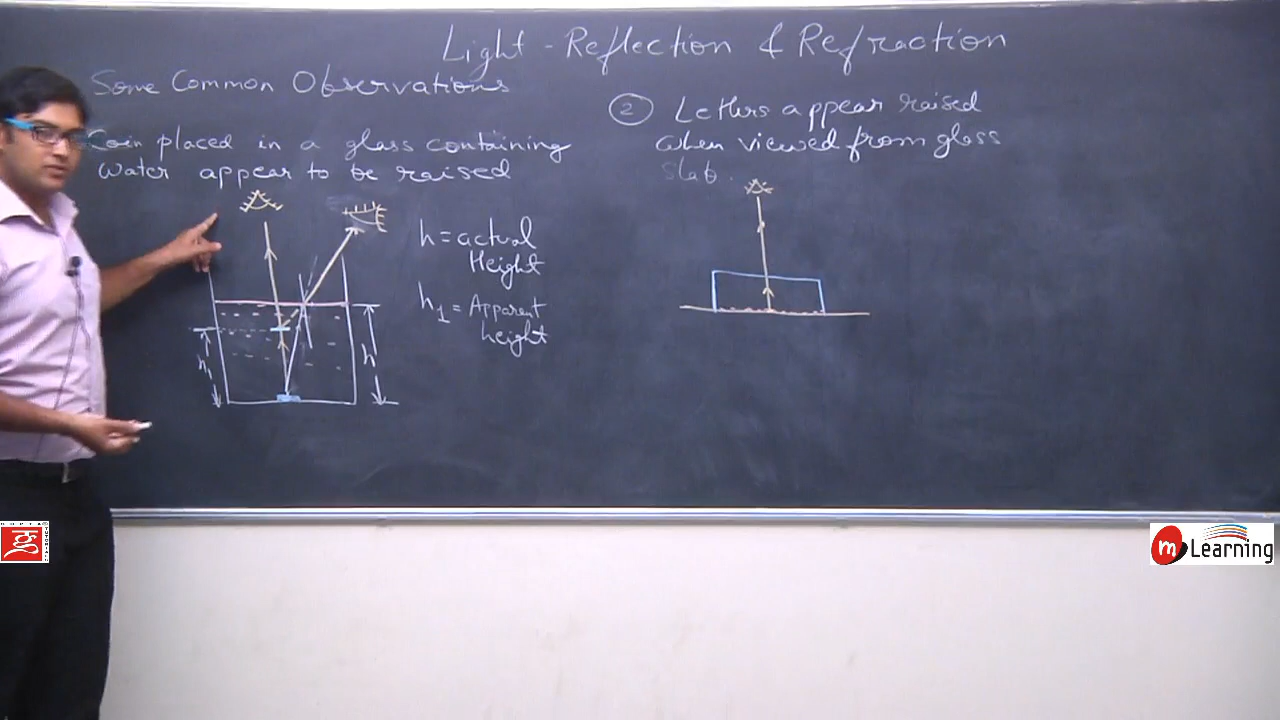 Light - Reflection & Refraction
Some Common Observations
Coin placed in a glass containing
Water appear to be raised
h = actual
Height
h1 = Apparent
height
h1
h
2 Letters appear raised
when viewed from glass
Slab.
m Learning